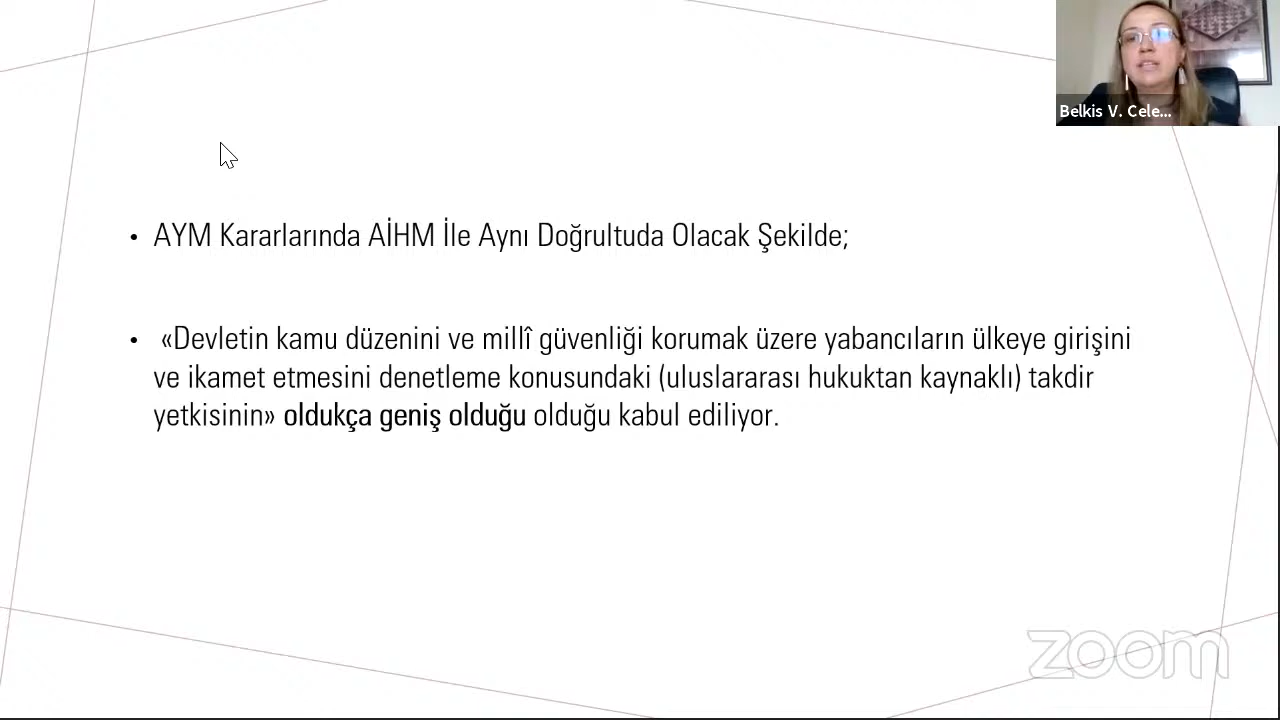 Belkis V. Cele...
• AYM Kararlarında AİHM İle Aynı Doğrultuda Olacak Şekilde;
• «Devletin kamu düzenini ve millî güvenliği korumak üzere yabancıların ülkeye girişini
ve ikamet etmesini denetleme konusundaki (uluslararası hukuktan kaynaklı) takdir
yetkisinin» oldukça geniş olduğu olduğu kabul ediliyor.
zoom